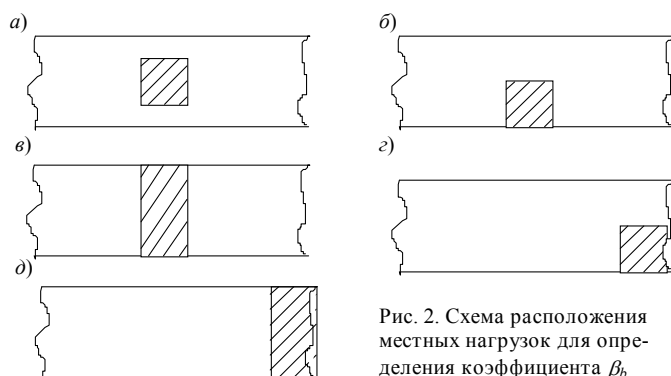 а)
б)
в)
г)
д)
Рис. 2. Схема расположения
местных нагрузок для опре-
деления коэффициента βb